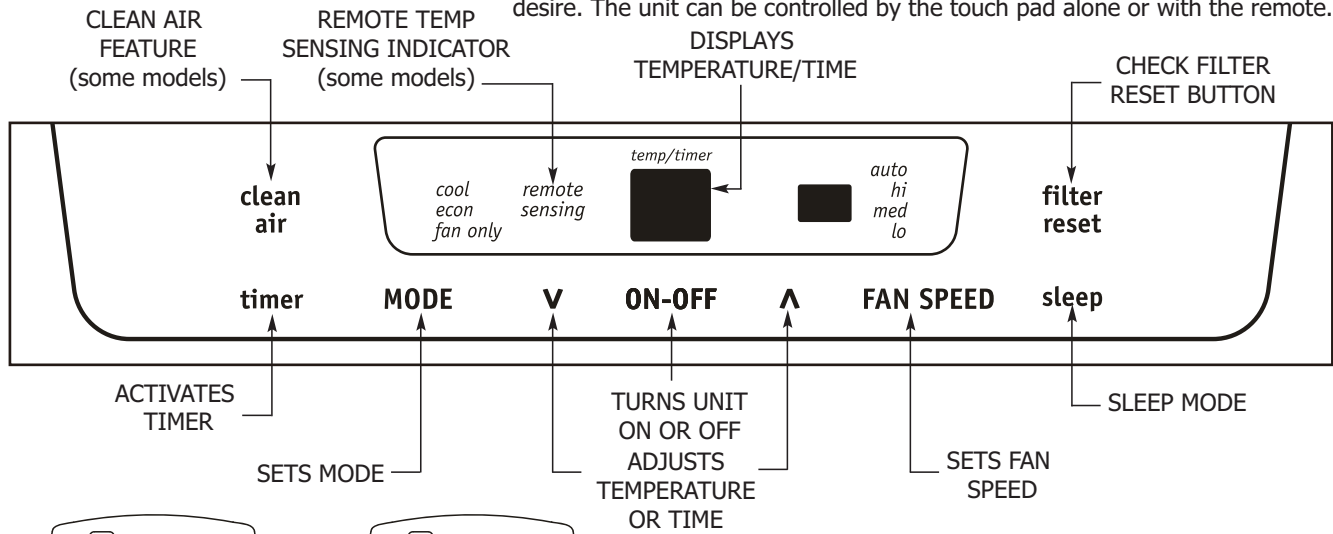 desire. The unit can be controlled by the touch pad alone or with the remote.
CLEAN AIR
FEATURE
(some models)
REMOTE TEMP
SENSING INDICATOR
(some models)
DISPLAYS
TEMPERATURE/TIME
CHECK FILTER
RESET BUTTON
clean
air
cool
econ
fan only
remote
sensing
temp/timer
auto
hi
med
lo
filter
reset
timer
MODE
∨
ON-OFF
∧
FAN SPEED
sleep
ACTIVATES
TIMER
SETS MODE
TURNS UNIT
ON OR OFF
ADJUSTS
TEMPERATURE
OR TIME
SETS FAN
SPEED
SLEEP MODE